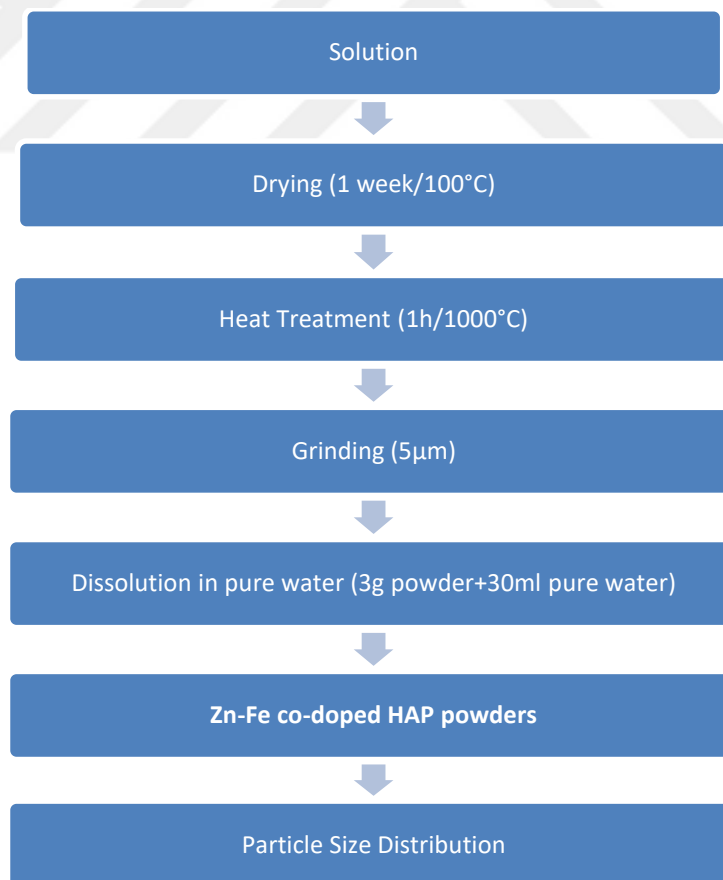 Solution
Drying (1 week/100°C)
Heat Treatment (1h/1000°C)
Grinding (5µm)
Dissolution in pure water (3g powder+30ml pure water)
Zn-Fe co-doped HAP powders
Particle Size Distribution